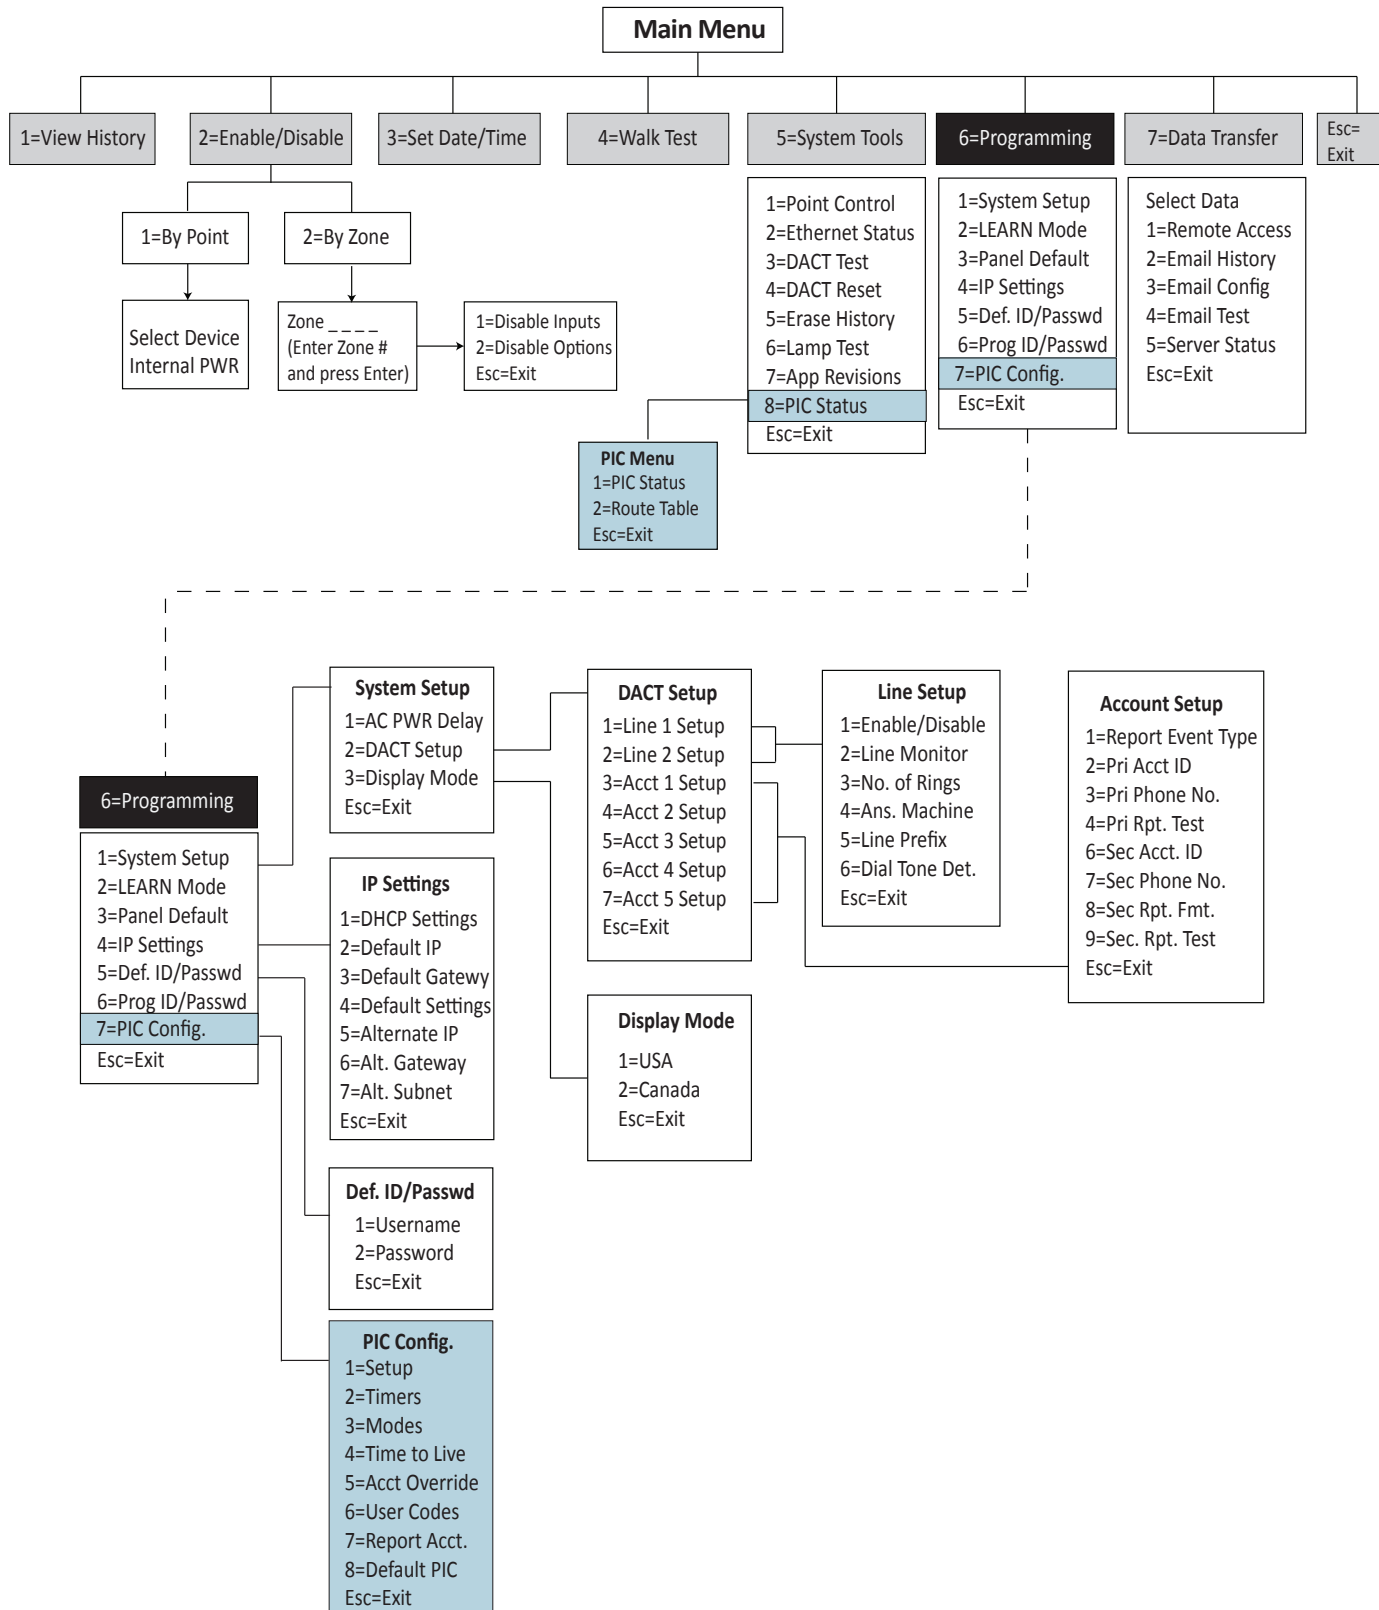 Main Menu
1=View History
2=Enable/Disable
3=Set Date/Time
4=Walk Test
5=System Tools
6=Programming
7=Data Transfer
Esc=
Exit
1=By Point
2=By Zone
Select Device
Internal PWR
Zone _ _ _ _
(Enter Zone #
and press Enter)
1=Disable Inputs
2=Disable Options
Esc=Exit
1=Point Control
2=Ethernet Status
3=DACT Test
4=DACT Reset
5=Erase History
6=Lamp Test
7=App Revisions
8=PIC Status
Esc=Exit
PIC Menu
1=PIC Status
2=Route Table
Esc=Exit
1=System Setup
2=LEARN Mode
3=Panel Default
4=IP Settings
5=Def. ID/Passwd
6=Prog ID/Passwd
7=PIC Config.
Esc=Exit
Select Data
1=Remote Access
2=Email History
3=Email Config
4=Email Test
5=Server Status
Esc=Exit
6=Programming
1=System Setup
2=LEARN Mode
3=Panel Default
4=IP Settings
5=Def. ID/Passwd
6=Prog ID/Passwd
7=PIC Config.
Esc=Exit
System Setup
1=AC PWR Delay
2=DACT Setup
3=Display Mode
Esc=Exit
IP Settings
1=DHCP Settings
2=Default IP
3=Default Gatewy
4=Default Settings
5=Alternate IP
6=Alt. Gateway
7=Alt. Subnet
Esc=Exit
Def. ID/Passwd
1=Username
2=Password
Esc=Exit
PIC Config.
1=Setup
2=Timers
3=Modes
4=Time to Live
5=Acct Override
6=User Codes
7=Report Acct.
8=Default PIC
Esc=Exit
DACT Setup
1=Line 1 Setup
2=Line 2 Setup
3=Acct 1 Setup
4=Acct 2 Setup
5=Acct 3 Setup
6=Acct 4 Setup
7=Acct 5 Setup
Esc=Exit
Display Mode
1=USA
2=Canada
Esc=Exit
Line Setup
1=Enable/Disable
2=Line Monitor
3=No. of Rings
4=Ans. Machine
5=Line Prefix
6=Dial Tone Det.
Esc=Exit
Account Setup
1=Report Event Type
2=Pri Acct ID
3=Pri Phone No.
4=Pri Rpt. Test
6=Sec Acct. ID
7=Sec Phone No.
8=Sec Rpt. Fmt.
9=Sec. Rpt. Test
Esc=Exit